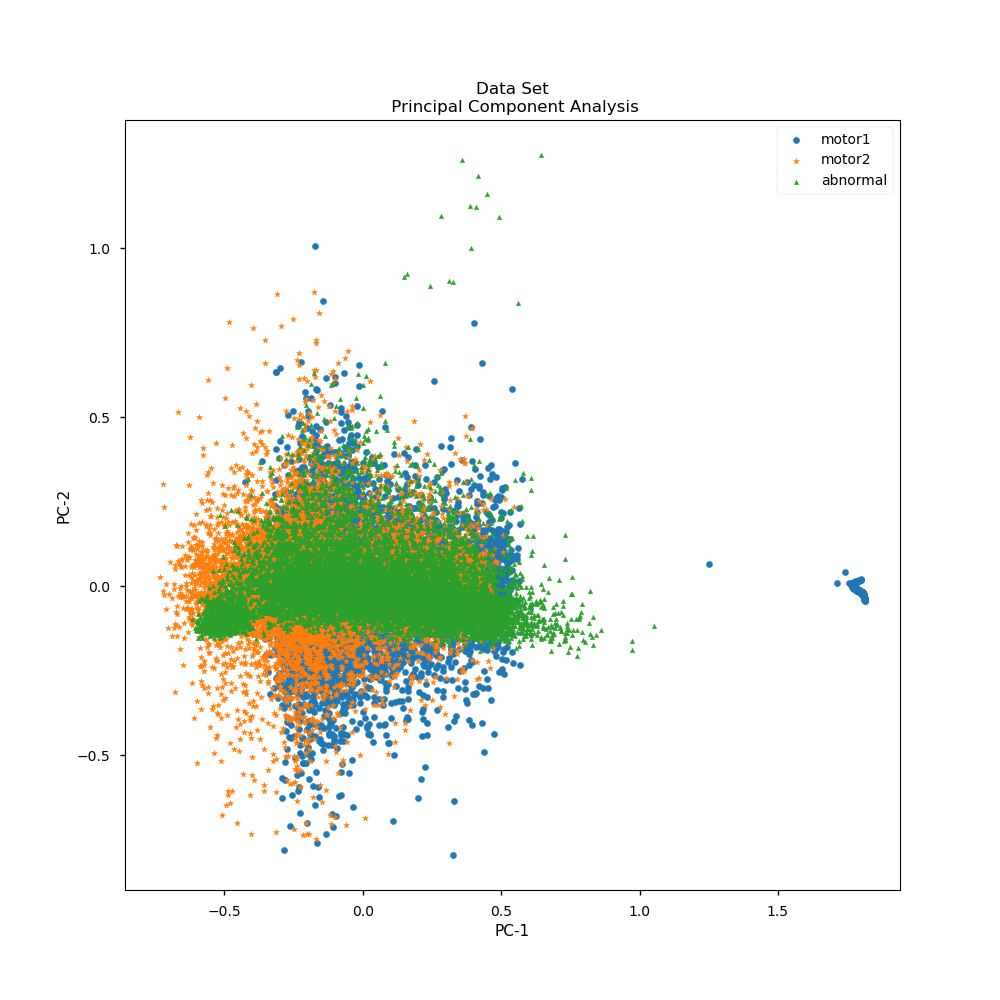 Data Set
Principal Component Analysis
motor1
motor2
abnormal
1.0
0.5
0.0
−0.5
PC-2
−0.5
0.0
0.5
1.0
1.5
PC-1